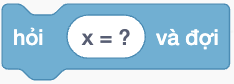 hỏi x = ? và đợi